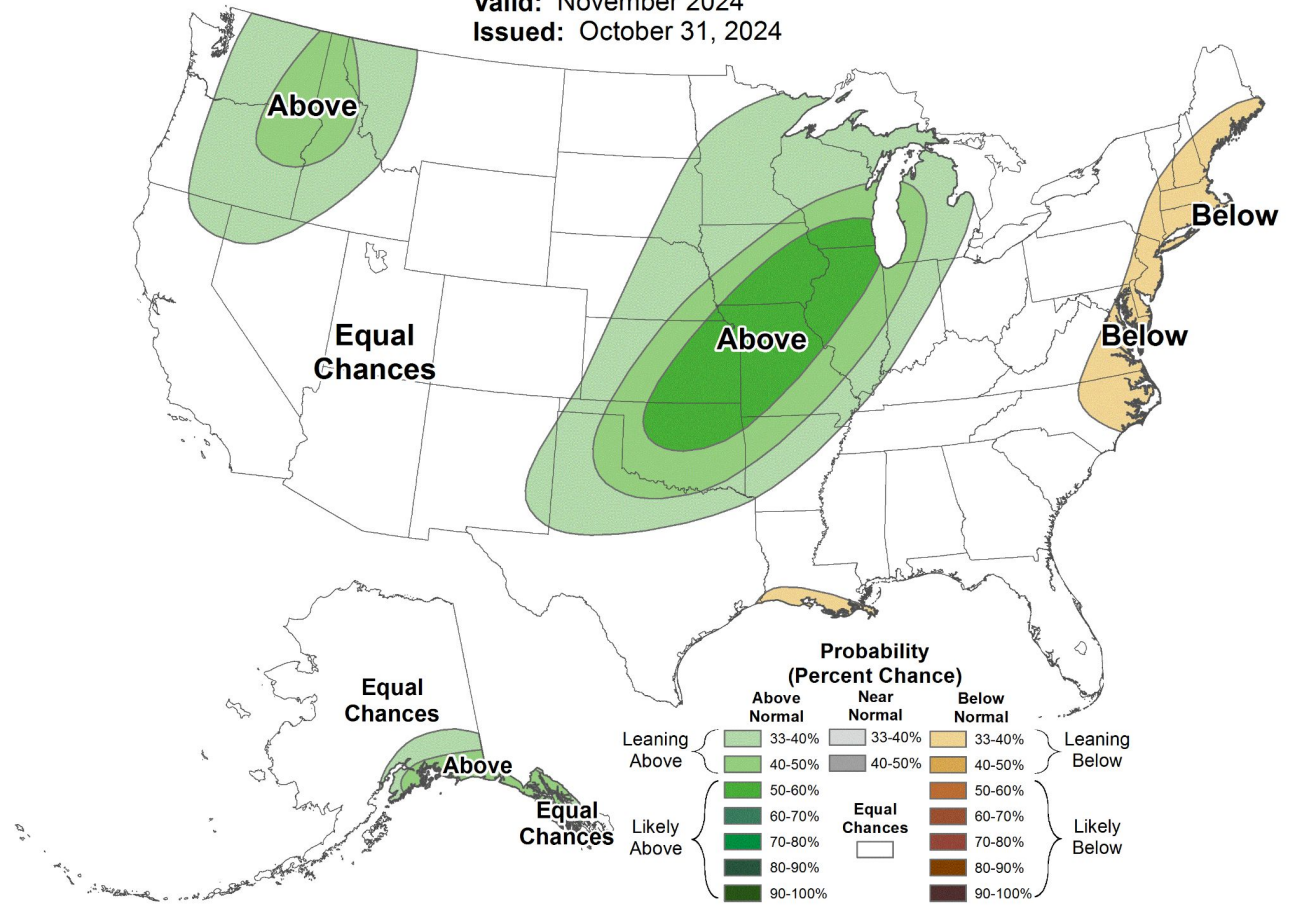 Valid: November 2024
Issued: October 31, 2024
Above
Below
Equal
Chances
Above
Below
Equal
Chances
Above
Equal
Chances
Probability
(Percent Chance)
Above
Normal
Near
Normal
Below
Normal
Leaning
Above
33-40%
33-40%
33-40%
Leaning
Below
40-50%
40-50%
40-50%
Likely
Above
50-60%
50-60%
60-70%
Equal
Chances
60-70%
70-80%
70-80%
Likely
Below
80-90%
80-90%
90-100%
90-100%